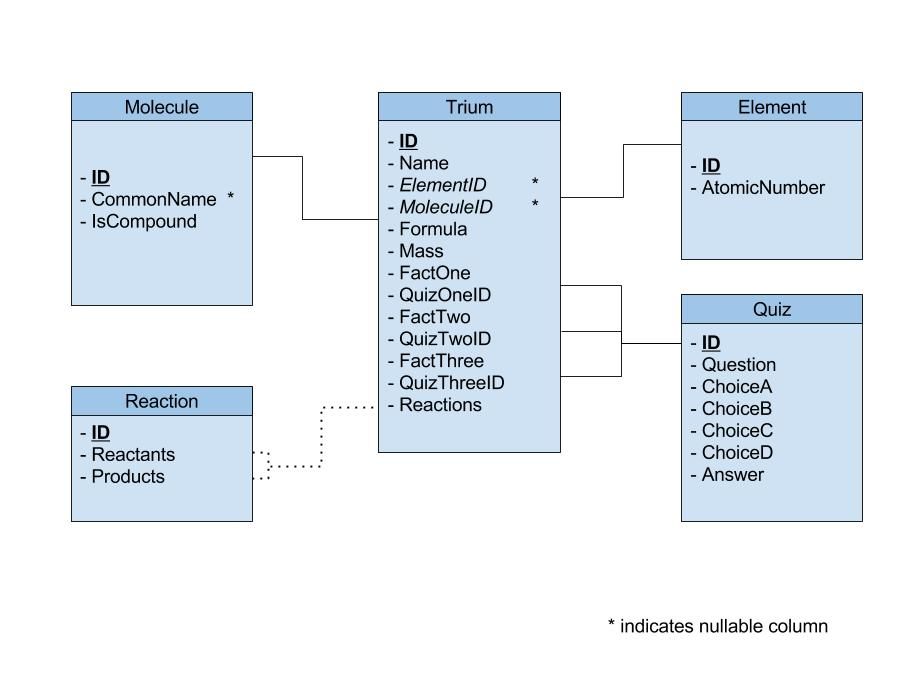 Molecule
- ID
- CommonName *
- IsCompound
Trium
- ID
- Name
- ElementID *
- MoleculeID *
- Formula
- Mass
- FactOne
- QuizOneID
- FactTwo
- QuizTwoID
- FactThree
- QuizThreeID
- Reactions
Element
- ID
- AtomicNumber
Reaction
- ID
- Reactants
- Products
Quiz
- ID
- Question
- ChoiceA
- ChoiceB
- ChoiceC
- ChoiceD
- Answer
* indicates nullable column